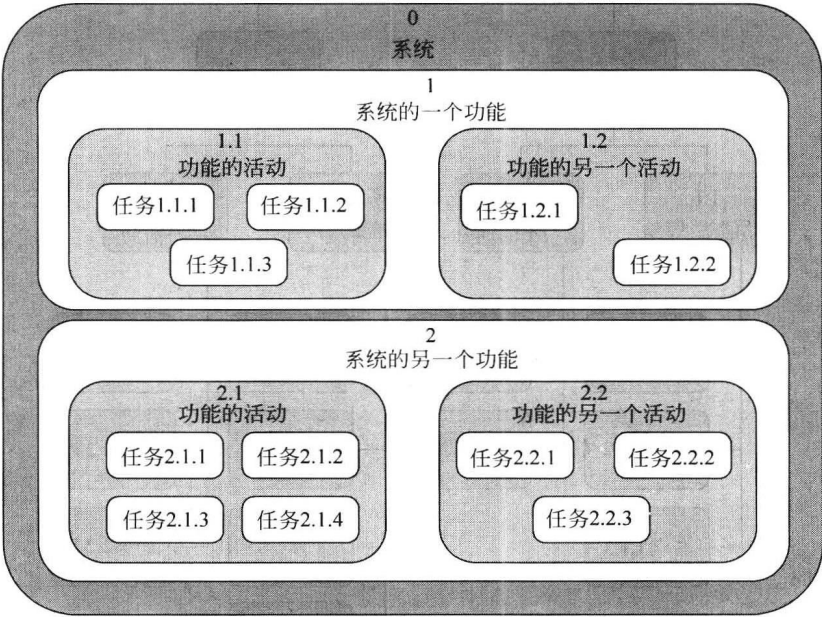 0
系统
1
系统的一个功能
1.1
功能的活动
任务1.1.1
任务1.1.2
任务1.1.3
1.2
功能的另一个活动
任务1.2.1
任务1.2.2
2
系统的另一个功能
2.1
功能的活动
任务2.1.1
任务2.1.2
任务2.1.3
任务2.1.4
2.2
功能的另一个活动
任务2.2.1
任务2.2.2
任务2.2.3